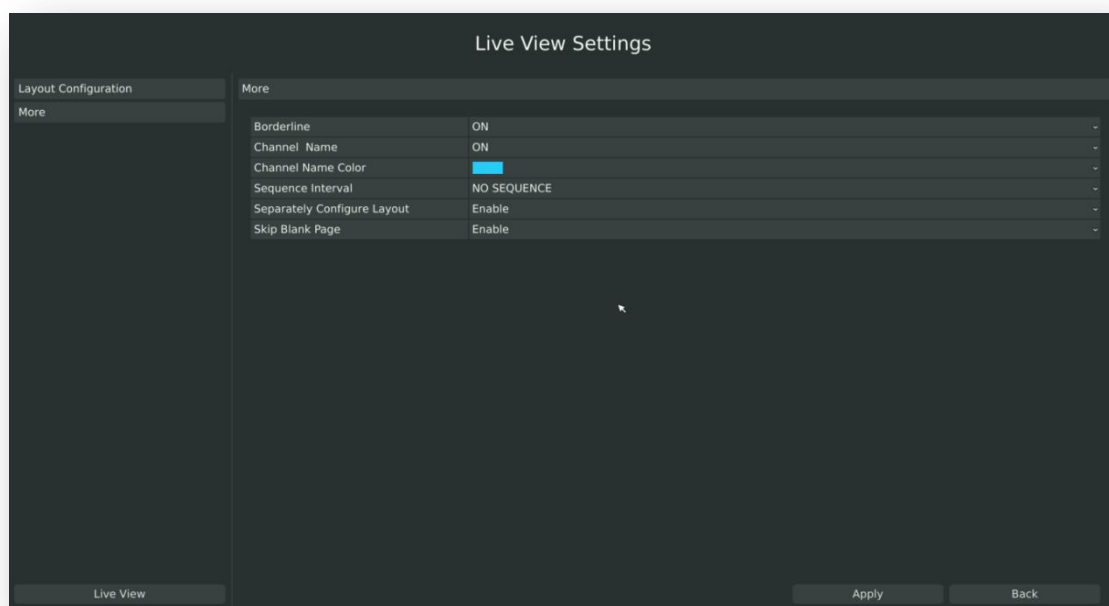 Live View Settings
Layout Configuration
More
More
Borderline ON
Channel Name ON
Channel Name Color
Sequence Interval NO SEQUENCE
Separately Configure Layout Enable
Skip Blank Page Enable
Live View Apply Back